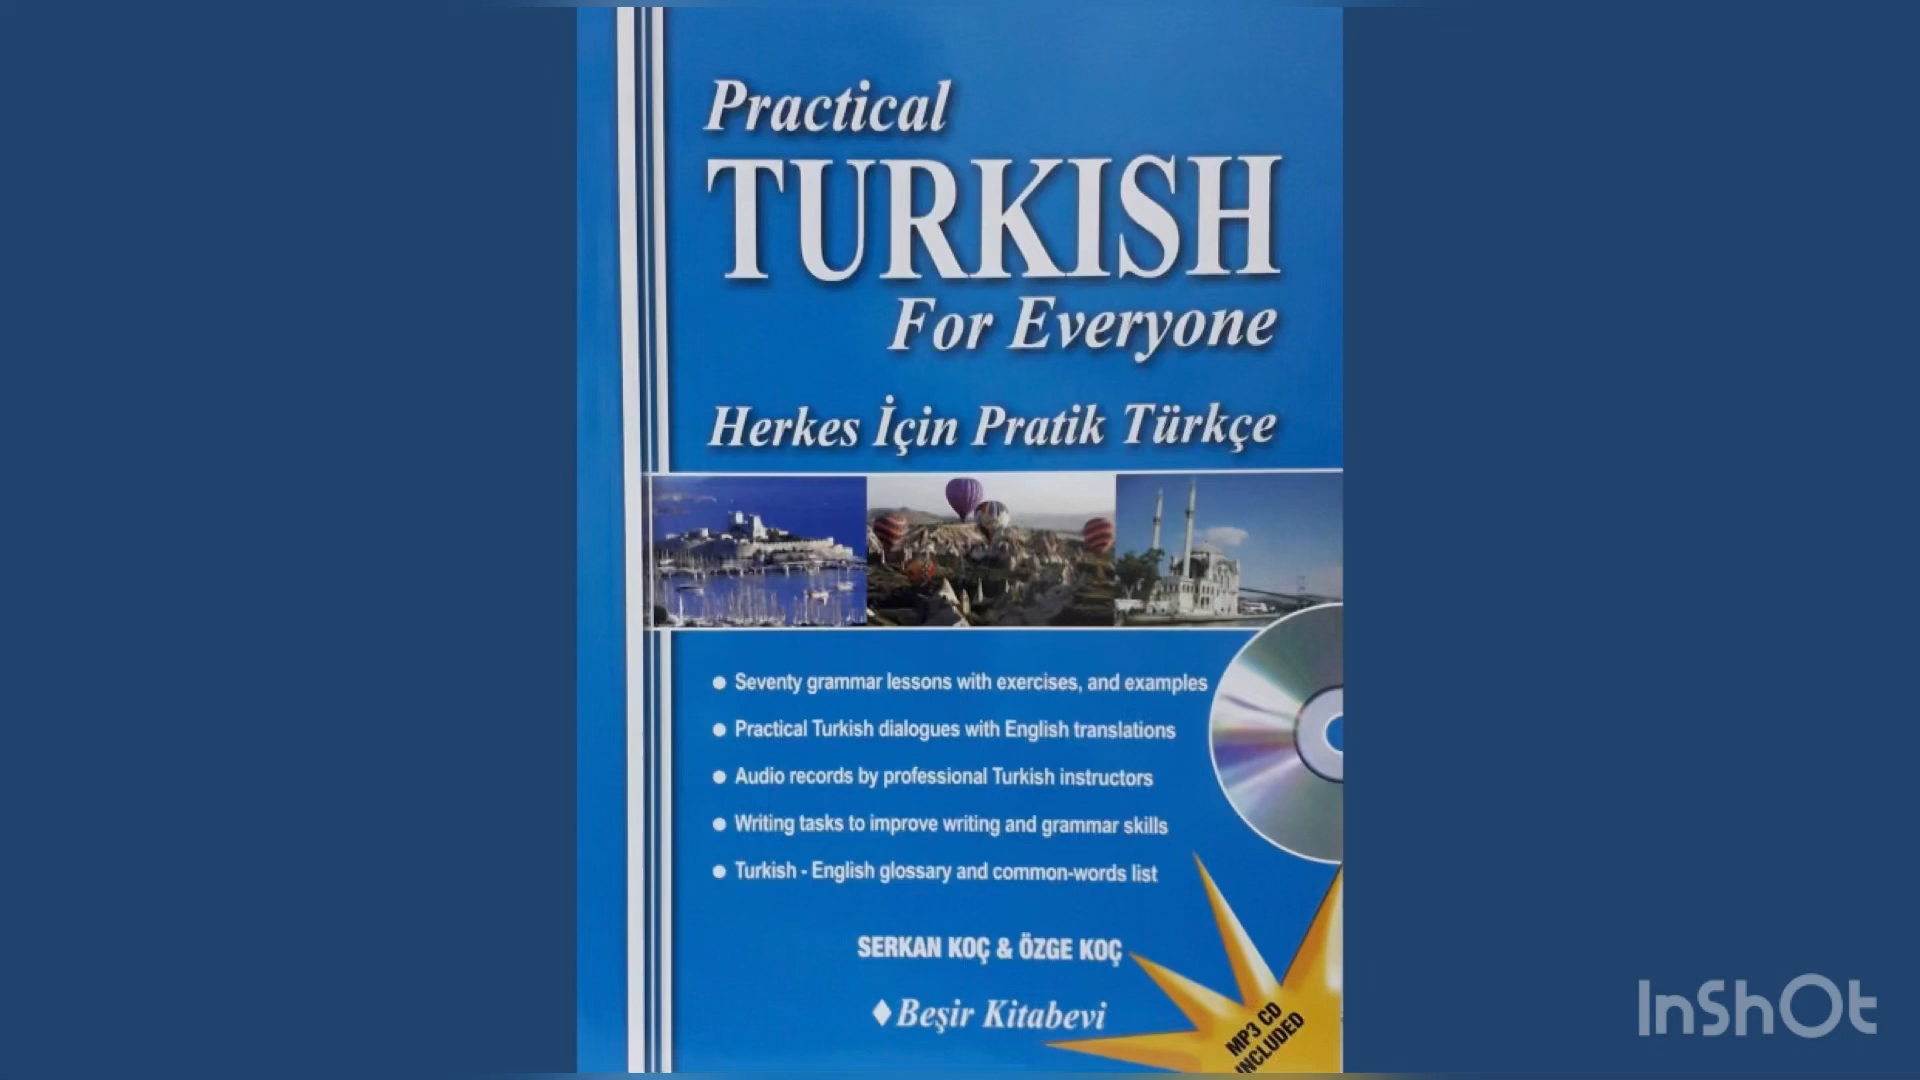 Practical
TURKISH
For Everyone
Herkes İçin Pratik Türkçe
● Seventy grammar lessons with exercises, and examples
● Practical Turkish dialogues with English translations
● Audio records by professional Turkish instructors
● Writing tasks to improve writing and grammar skills
● Turkish - English glossary and common-words list
SERKAN KOÇ & ÖZGE KOÇ
♦ Beşir Kitabevi
MP3 CD
INCLUDED
InShOt